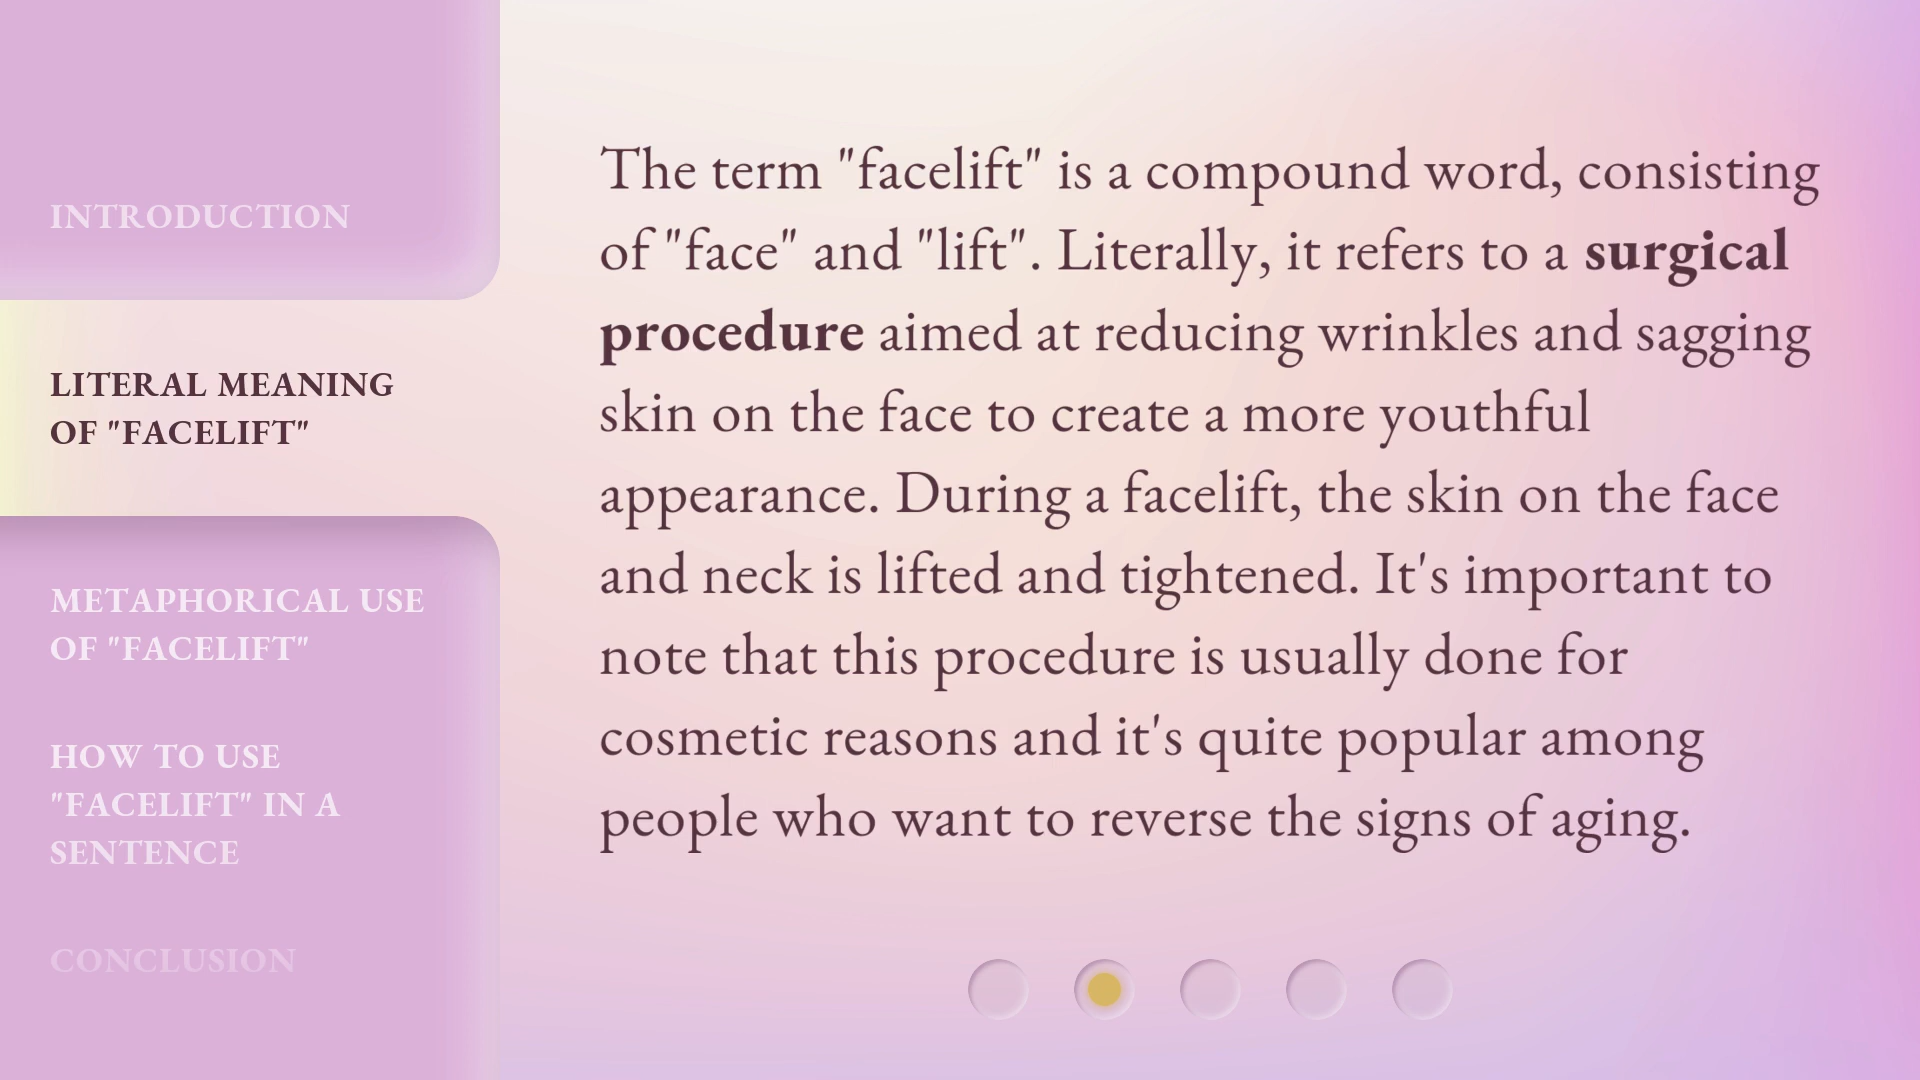 INTRODUCTION
LITERAL MEANING
OF "FACELIFT"
METAPHORICAL USE
OF "FACELIFT"
HOW TO USE
"FACELIFT" IN A
SENTENCE
CONCLUSION
The term "facelift" is a compound word, consisting
of "face" and "lift". Literally, it refers to a surgical
procedure aimed at reducing wrinkles and sagging
skin on the face to create a more youthful
appearance. During a facelift, the skin on the face
and neck is lifted and tightened. It's important to
note that this procedure is usually done for
cosmetic reasons and it's quite popular among
people who want to reverse the signs of aging.